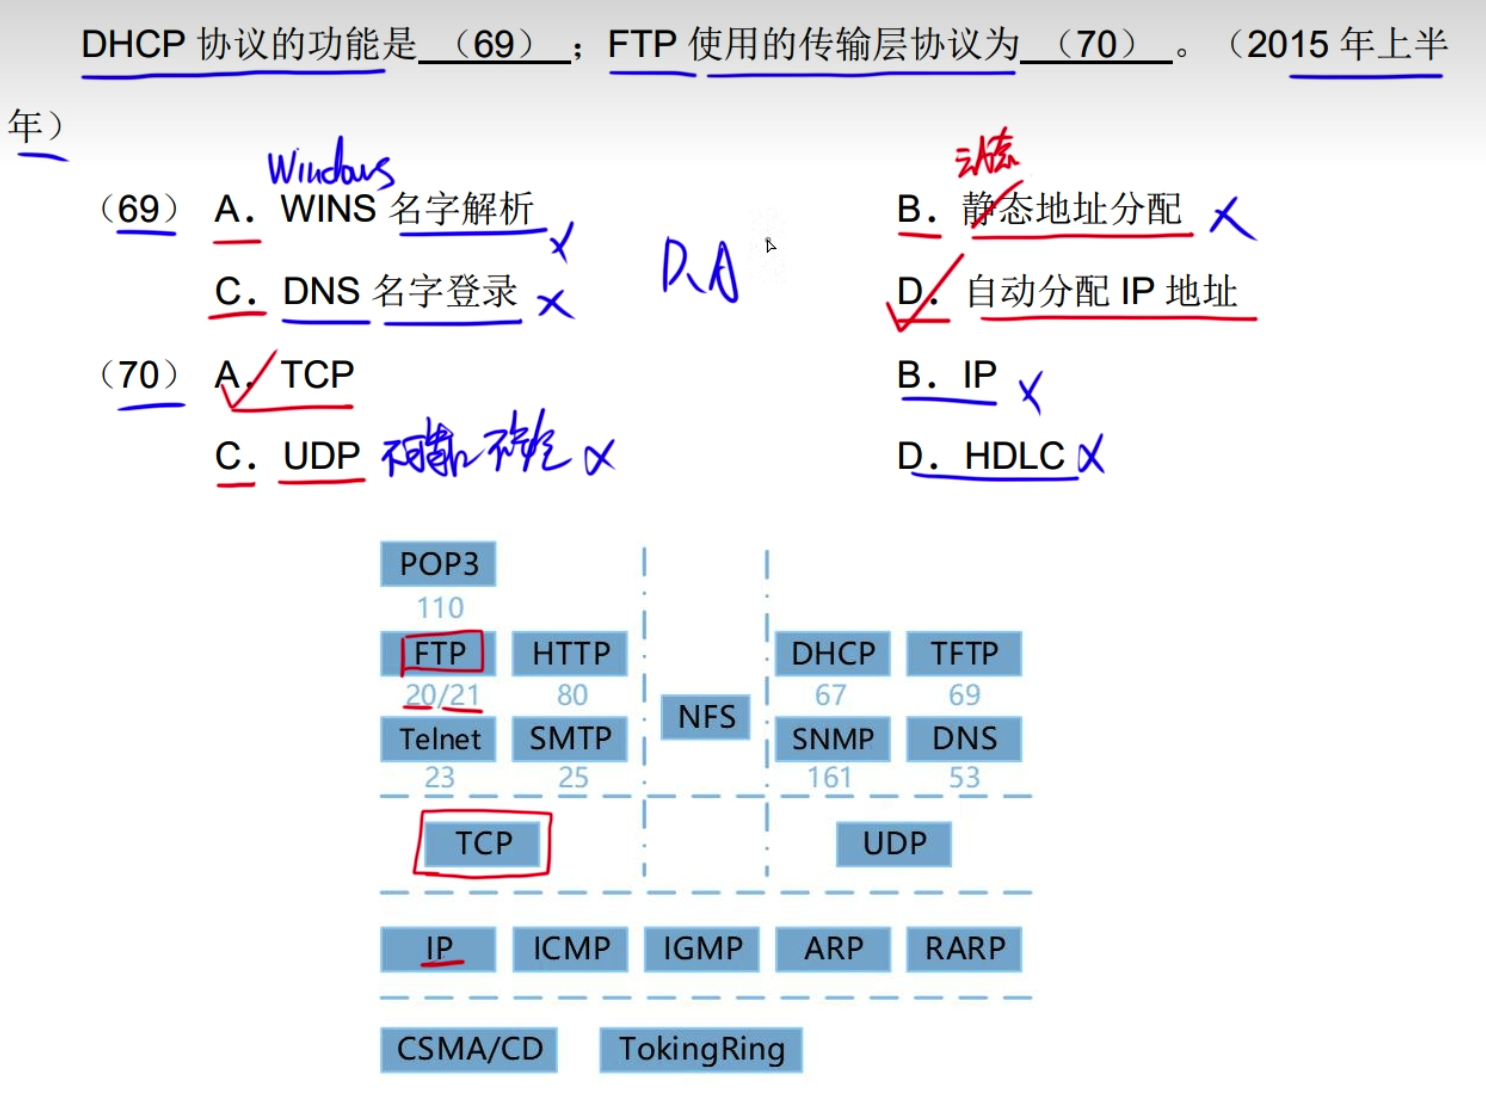 DHCP 协议的功能是 （69） ；FTP 使用的传输层协议为 （70） 。（2015 年上半
年）
Windows
动态
（69） A. WINS 名字解析 X
B. 静态地址分配 X
D、A
C. DNS 名字登录 X
D. 自动分配 IP 地址
（70） A. TCP
B. IP X
C. UDP 不可靠 X
D. HDLC X
POP3
110
FTP HTTP DHCP TFTP
20/21 80 67 69
NFS
Telnet SMTP SNMP DNS
23 25 161 53
TCP UDP
IP ICMP IGMP ARP RARP
CSMA/CD TokingRing